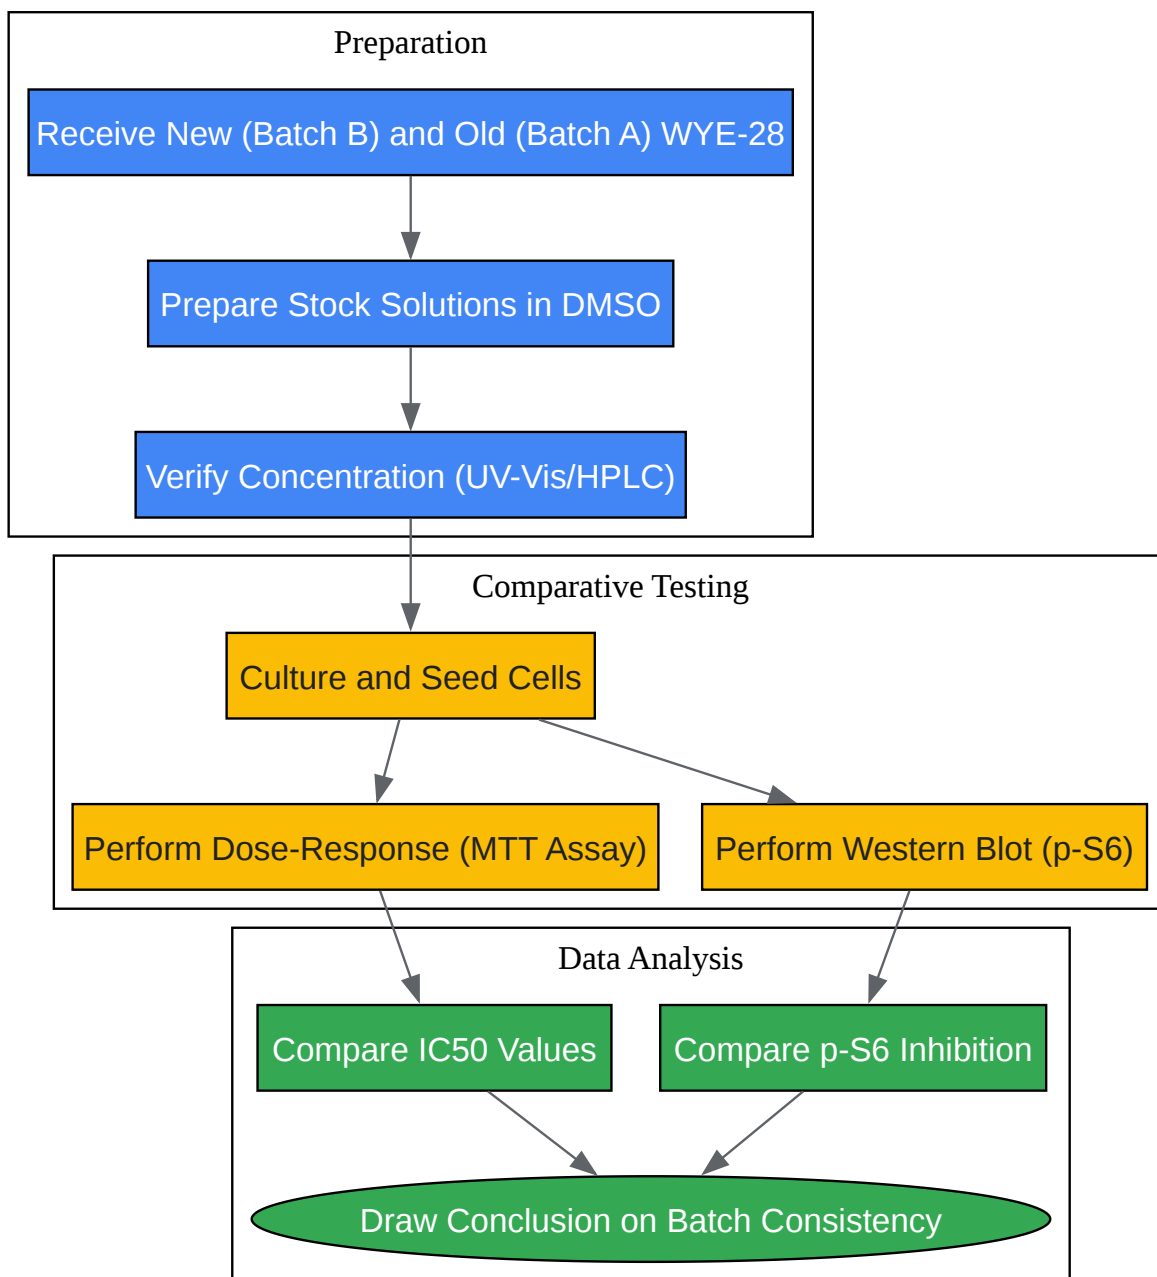 Preparation
Receive New (Batch B) and Old (Batch A) WYE-28
Prepare Stock Solutions in DMSO
Verify Concentration (UV-Vis/HPLC)
Comparative Testing
Culture and Seed Cells
Perform Dose-Response (MTT Assay)
Perform Western Blot (p-S6)
Data Analysis
Compare IC50 Values
Compare p-S6 Inhibition
Draw Conclusion on Batch Consistency